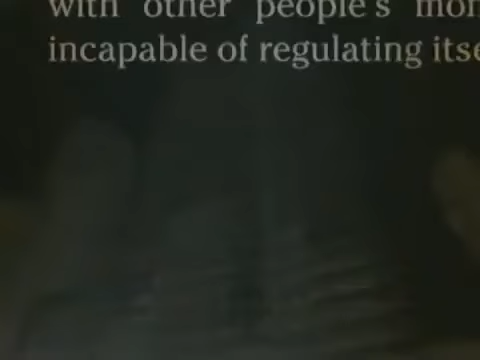 with other people's
incapable of regulating